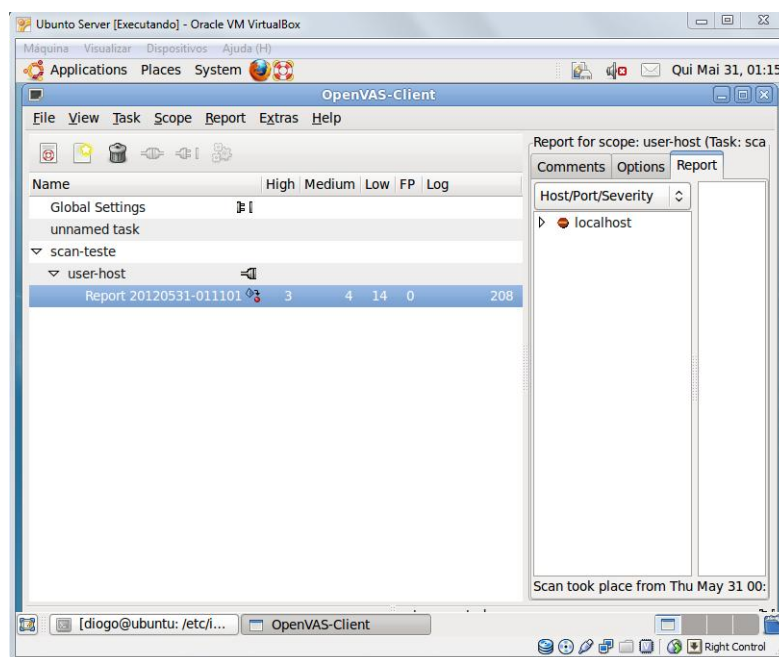 Ubunto Server [Executando] - Oracle VM VirtualBox
Máquina Visualizar Dispositivos Ajuda (H)
Applications Places System Qui Mai 31, 01:15
OpenVAS-Client
File View Task Scope Report Extras Help
Report for scope: user-host (Task: sca
Comments Options Report
Name High Medium Low FP Log
Host/Port/Severity
Global Settings
localhost
unnamed task
scan-teste
user-host
Report 20120531-011101 3 4 14 0 208
Scan took place from Thu May 31 00:
[diogo@ubuntu: /etc/i... OpenVAS-Client
Right Control